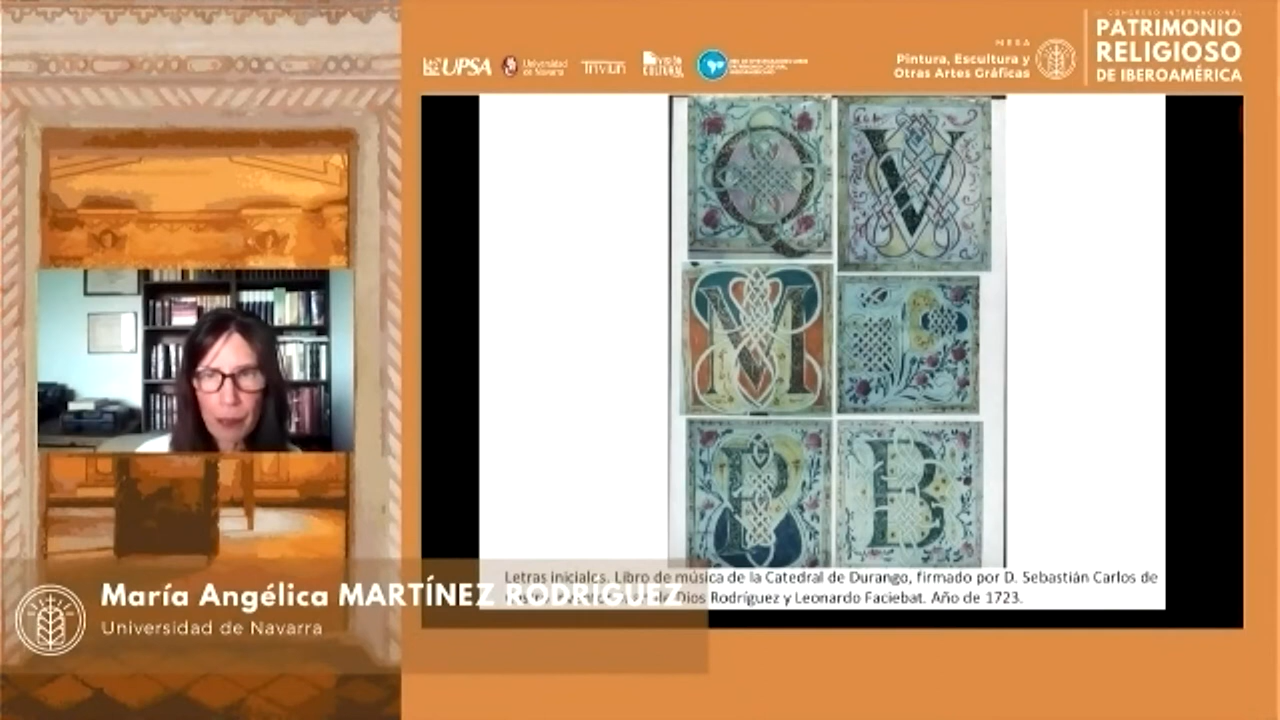 CONGRESO INTERNACIONAL
PATRIMONIO
RELIGIOSO
DE IBEROAMÉRICA
MESA
Pintura, Escultura y
Otras Artes Gráficas
UPSA
Universidad
de Navarra
CULTURAL
Q
V
M
F
P
B
Letras iniciales. Libro de música de la Catedral de Durango, firmado por D. Sebastián Carlos de
Dios Rodríguez y Leonardo Faciebat. Año de 1723.
María Angélica MARTÍNEZ RODRÍGUEZ
Universidad de Navarra